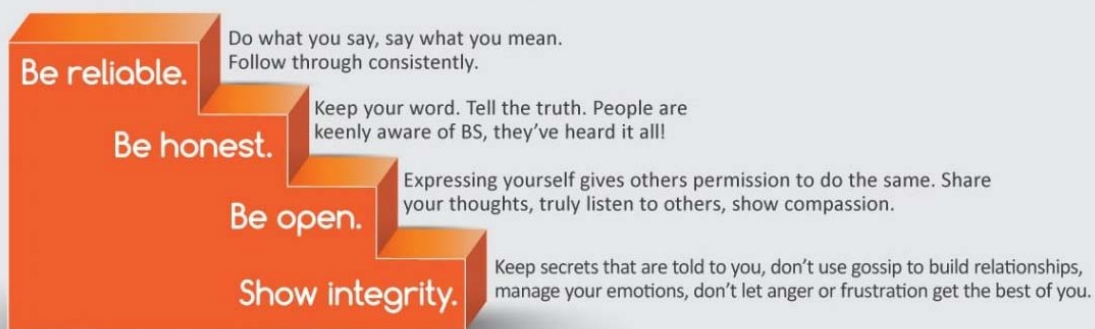 Be reliable.
Do what you say, say what you mean.
Follow through consistently.
Be honest.
Keep your word. Tell the truth. People are
keenly aware of BS, they've heard it all!
Be open.
Expressing yourself gives others permission to do the same. Share
your thoughts, truly listen to others, show compassion.
Show integrity.
Keep secrets that are told to you, don't use gossip to build relationships,
manage your emotions, don't let anger or frustration get the best of you.